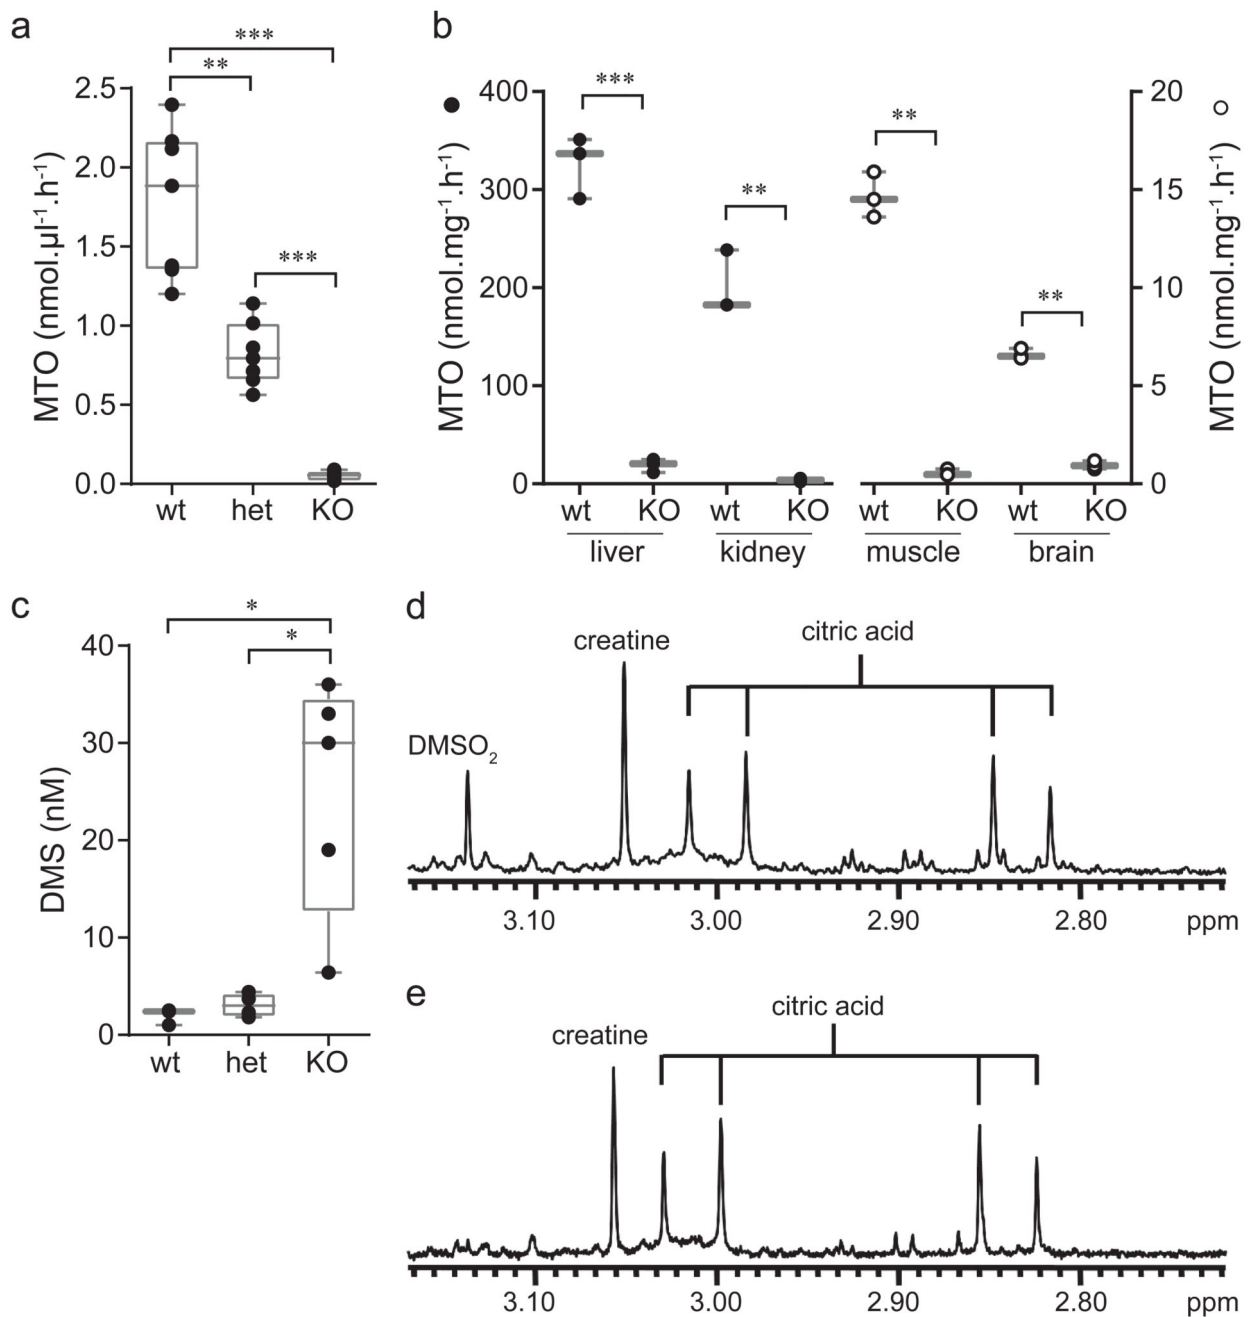 a
***
**
***
2.5
2.0
1.5
1.0
0.5
0.0
MTO (nmol.µl⁻¹.h⁻¹)
wt het KO
b
***
**
**
**
400
300
200
100
0
MTO (nmol.mg⁻¹.h⁻¹)
20
15
10
5
0
MTO (nmol.mg⁻¹.h⁻¹)
wt KO wt KO wt KO wt KO
liver kidney muscle brain
c
*
*
40
30
20
10
0
DMS (nM)
wt het KO
d
DMSO₂
creatine
citric acid
3.10 3.00 2.90 2.80 ppm
e
creatine
citric acid
3.10 3.00 2.90 2.80 ppm